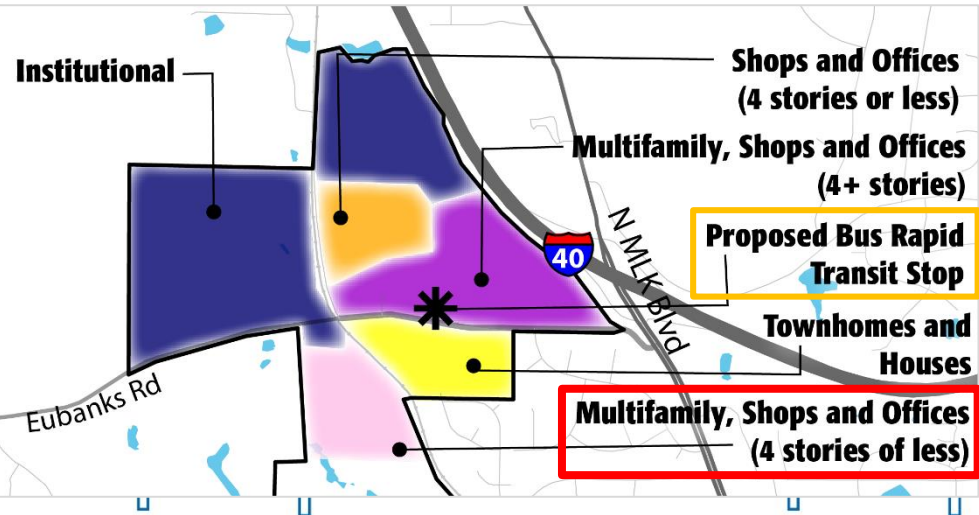 Institutional
Shops and Offices
(4 stories or less)
Multifamily, Shops and Offices
(4+ stories)
Proposed Bus Rapid
Transit Stop
40
N MLK Blvd
Townhomes and
Houses
Eubanks Rd
Multifamily, Shops and Offices
(4 stories of less)